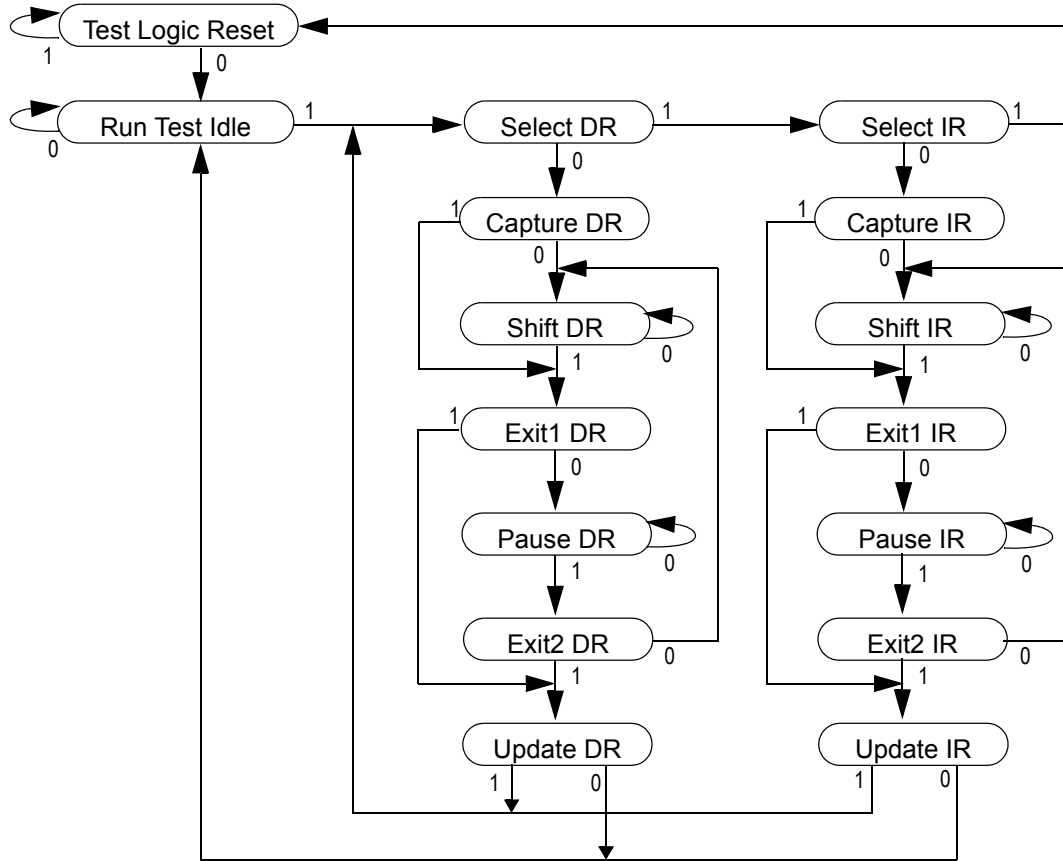 Test Logic Reset
1
0
Run Test Idle
0
1
Select DR
1
Select IR
1
0
0
1
Capture DR
1
Capture IR
0
0
Shift DR
0
Shift IR
0
1
1
1
Exit1 DR
1
Exit1 IR
0
0
Pause DR
0
Pause IR
0
1
1
Exit2 DR
0
Exit2 IR
0
1
1
Update DR
Update IR
1
0
1
0